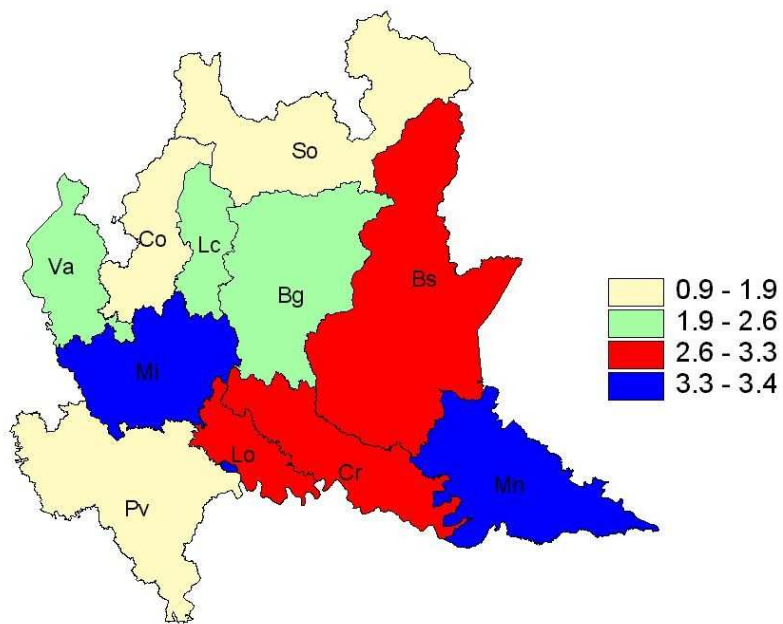 So
Co
Lc
Va
Bg
Bs
Mi
Lo
Cr
Mn
Pv
0.9 - 1.9
1.9 - 2.6
2.6 - 3.3
3.3 - 3.4